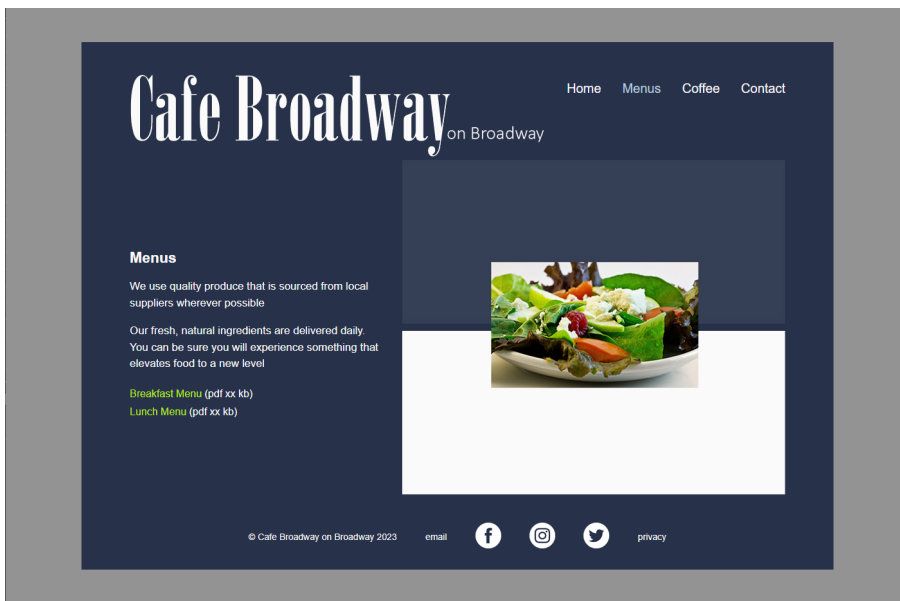 Cafe Broadway on Broadway
Home Menus Coffee Contact
Menus
We use quality produce that is sourced from local
suppliers wherever possible
Our fresh, natural ingredients are delivered daily.
You can be sure you will experience something that
elevates food to a new level
Breakfast Menu (pdf xx kb)
Lunch Menu (pdf xx kb)
© Cafe Broadway on Broadway 2023 email privacy